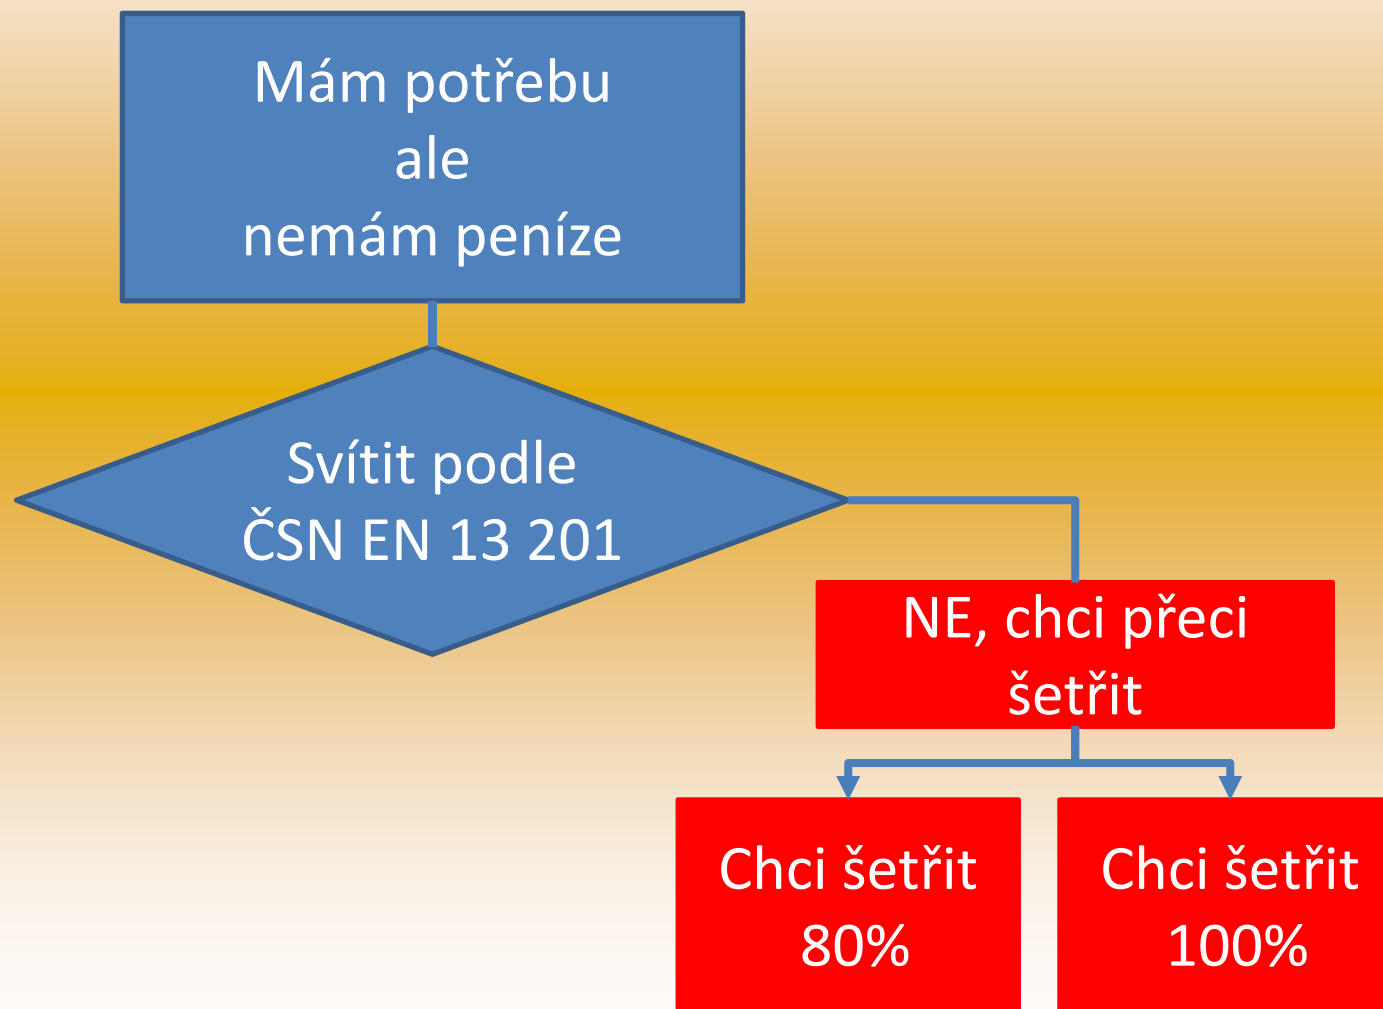 Mám potřebu
ale
nemám peníze
Svítit podle
ČSN EN 13 201
NE, chci přeci
šetřit
Chci šetřit
80%
Chci šetřit
100%